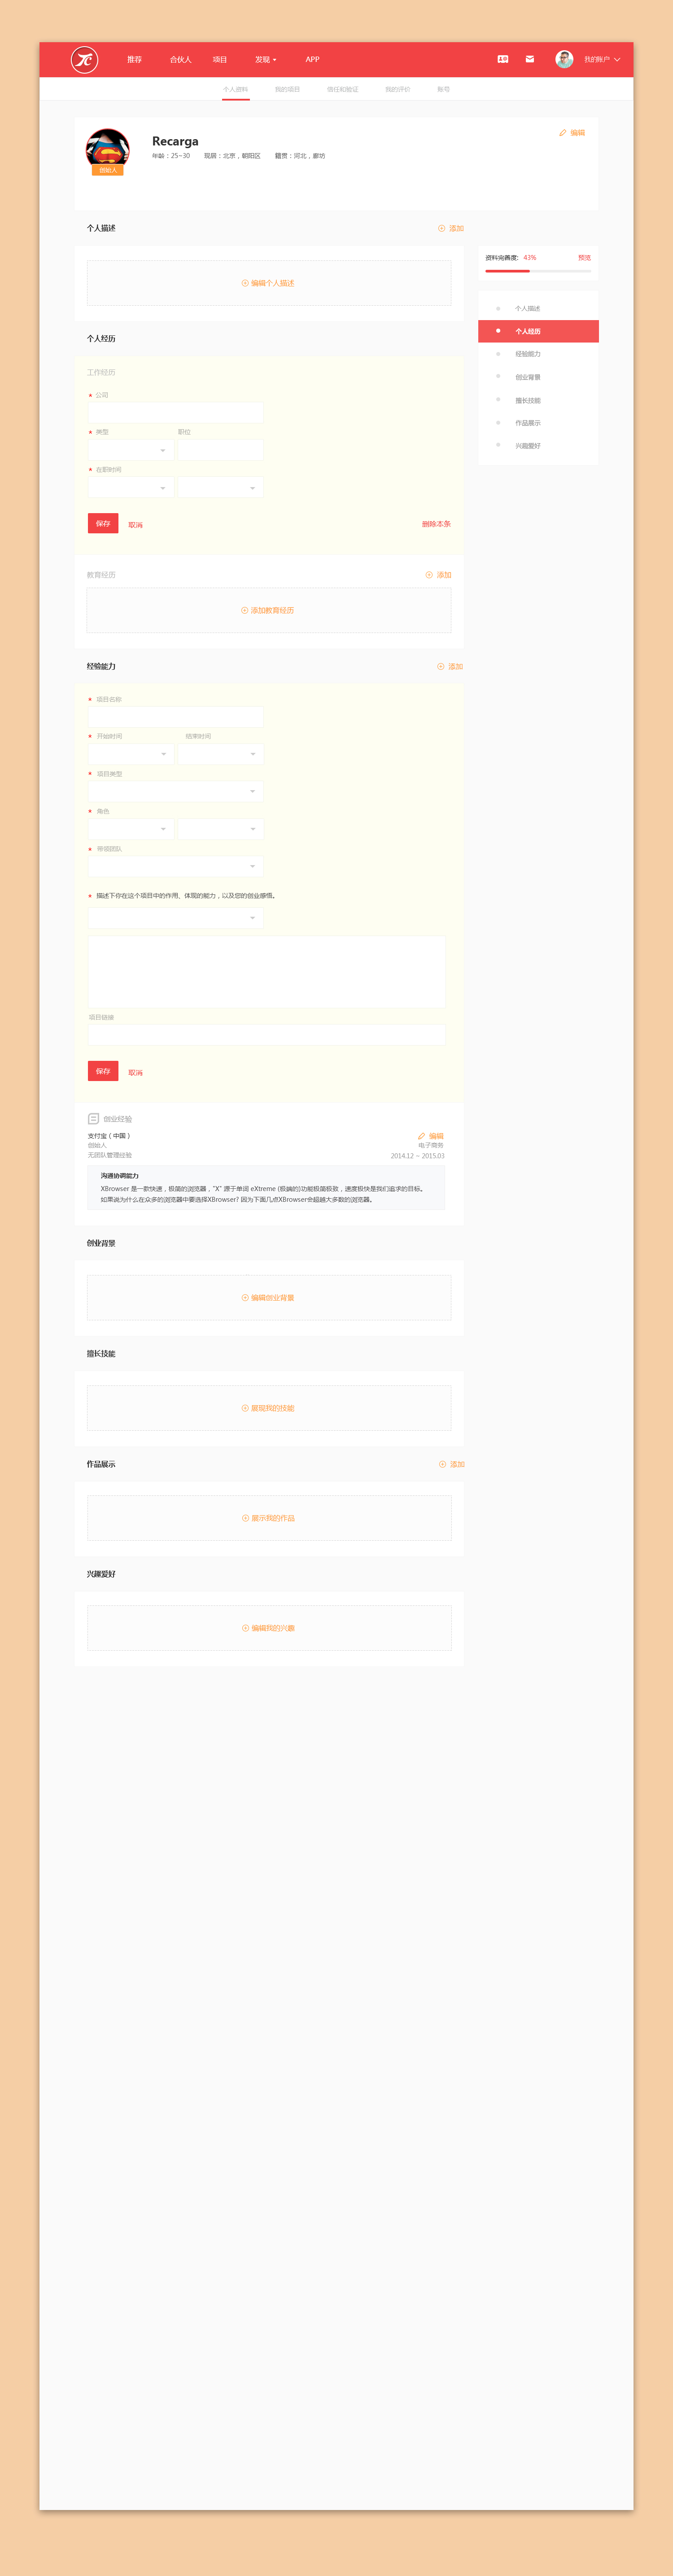 推荐 合伙人 项目 发现 APP 我的账户
个人资料 我的项目 信任和验证 我的评价 账号
Recarga
编辑
年龄：25~30 现居：北京，朝阳区 籍贯：河北，廊坊
创始人
个人描述 添加
编辑个人描述
资料完善度： 43% 预览
个人描述
个人经历
经验能力
创业背景
擅长技能
作品展示
兴趣爱好
个人经历
工作经历
* 公司
* 类型 职位
* 在职时间
保存 取消 删除本条
教育经历 添加
添加教育经历
经验能力 添加
* 项目名称
* 开始时间 结束时间
* 项目类型
* 角色
* 带领团队
* 描述下你在这个项目中的作用，体现的能力，以及您的创业感悟。
项目链接
保存 取消
创业经验
支付宝（中国） 编辑
创始人 电子商务
无团队管理经验 2014.12 ~ 2015.03
沟通协调能力
XBrowser 是一款快速，极简的浏览器，"X" 源于单词 eXtreme (极端的)功能极简极致，速度极快是我们追求的目标。
如果说为什么在众多的浏览器中要选择XBrowser? 因为下面几点XBrowser会超越大多数的浏览器。
创业背景
编辑创业背景
擅长技能
展现我的技能
作品展示 添加
展示我的作品
兴趣爱好
编辑我的兴趣